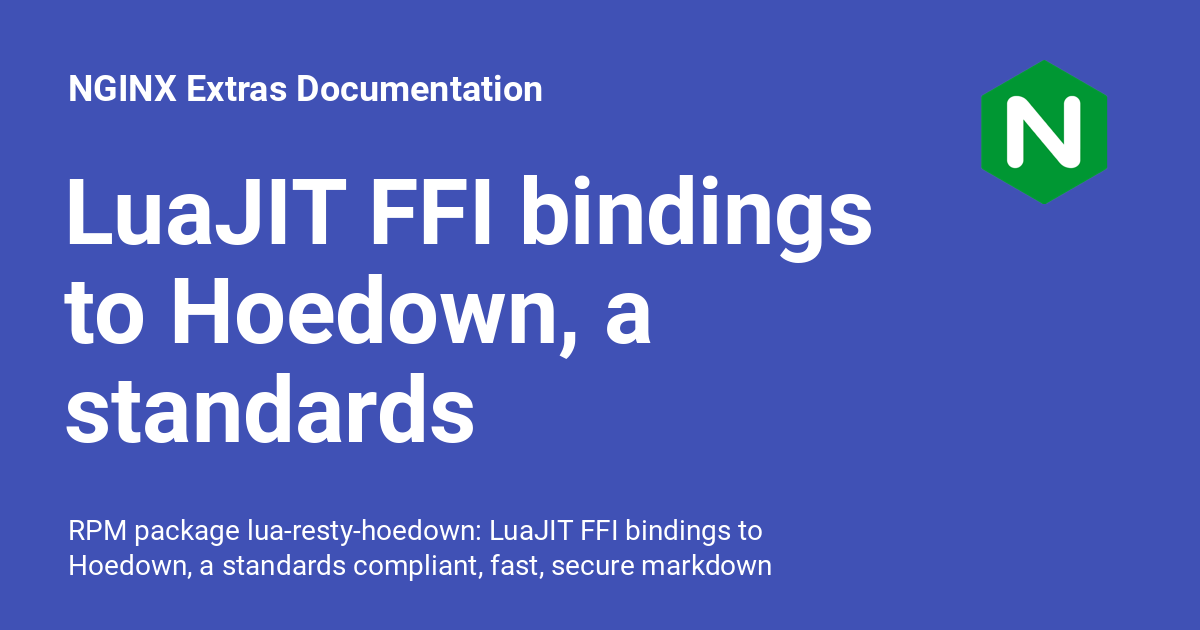 NGINX Extras Documentation
N
LuaJIT FFI bindings
to Hoedown, a
standards
RPM package lua-resty-hoedown: LuaJIT FFI bindings to
Hoedown, a standards compliant, fast, secure markdown